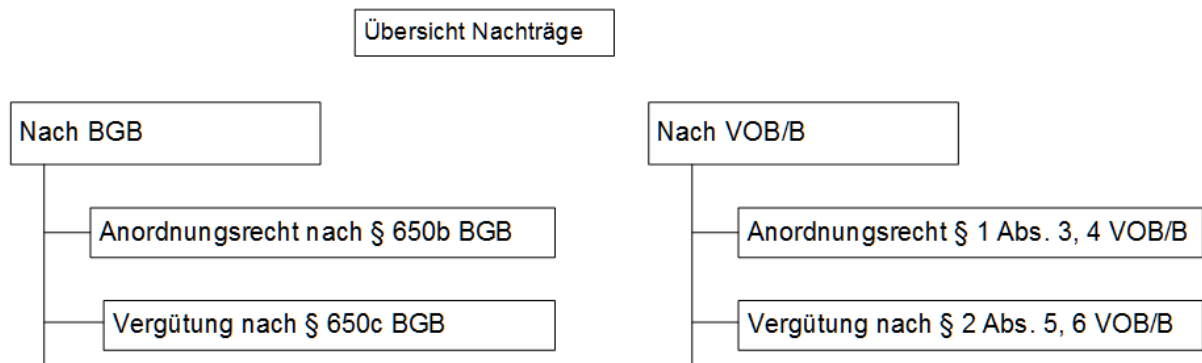 Übersicht Nachträge
Nach BGB
Anordnungsrecht nach § 650b BGB
Vergütung nach § 650c BGB
Nach VOB/B
Anordnungsrecht § 1 Abs. 3, 4 VOB/B
Vergütung nach § 2 Abs. 5, 6 VOB/B